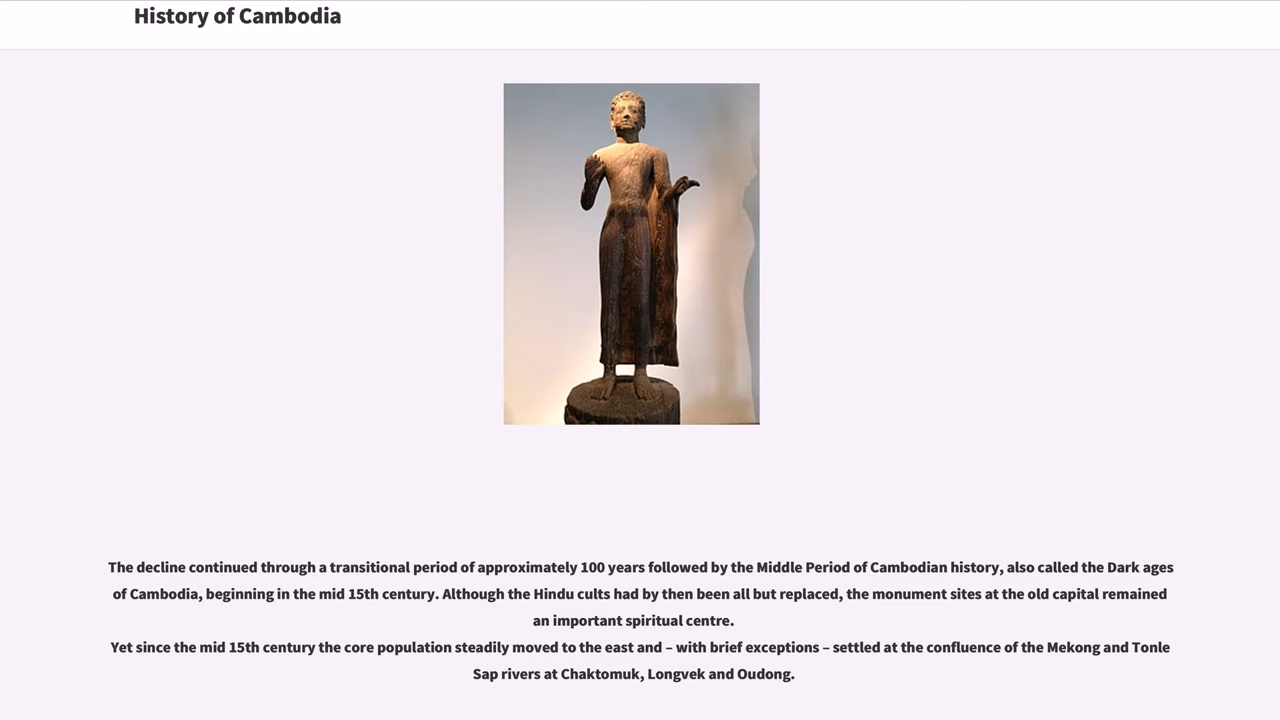 History of Cambodia
The decline continued through a transitional period of approximately 100 years followed by the Middle Period of Cambodian history, also called the Dark ages
of Cambodia, beginning in the mid 15th century. Although the Hindu cults had by then been all but replaced, the monument sites at the old capital remained
an important spiritual centre.
Yet since the mid 15th century the core population steadily moved to the east and – with brief exceptions – settled at the confluence of the Mekong and Tonle
Sap rivers at Chaktomuk, Longvek and Oudong.